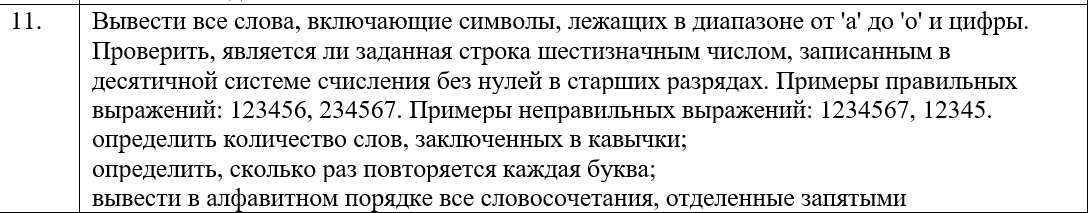 11. Вывести все слова, включающие символы, лежащих в диапазоне от 'а' до 'о' и цифры.
Проверить, является ли заданная строка шестизначным числом, записанным в
десятичной системе счисления без нулей в старших разрядах. Примеры правильных
выражений: 123456, 234567. Примеры неправильных выражений: 1234567, 12345.
определить количество слов, заключенных в кавычки;
определить, сколько раз повторяется каждая буква;
вывести в алфавитном порядке все словосочетания, отделенные запятыми